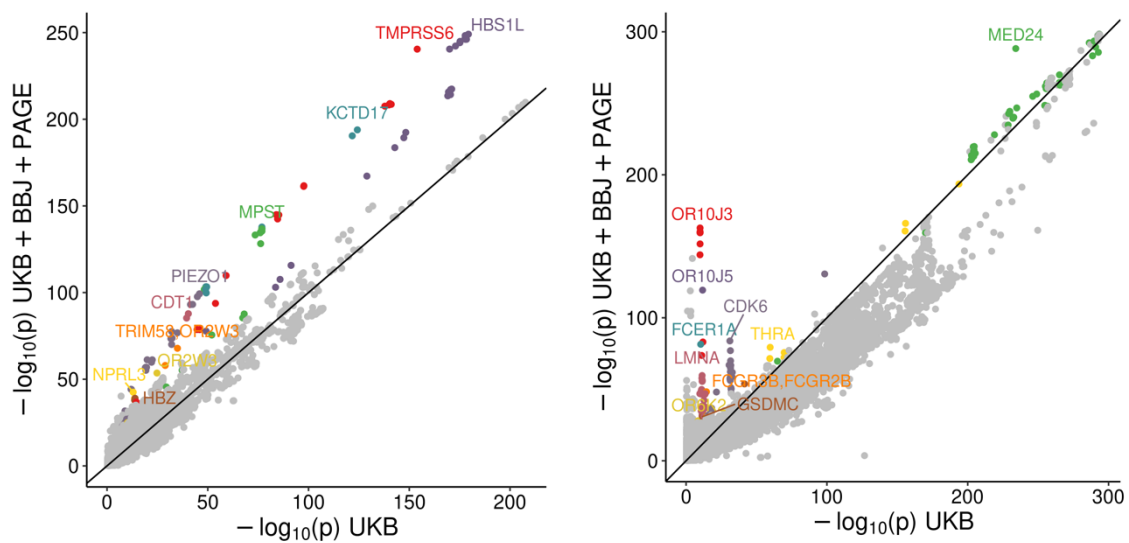 − log10(p) UKB + BBJ + PAGE
250
200
150
100
50
0
0
50
100
150
200
− log10(p) UKB
HBS1L
TMPRSS6
KCTD17
MPST
PIEZO1
CDT1
TRIM58,OR2W3
OR2W3
NPRL3
HBZ
− log10(p) UKB + BBJ + PAGE
300
200
100
0
0
100
200
300
− log10(p) UKB
MED24
OR10J3
OR10J5
CDK6
FCER1A
THRA
LMNA
FCGR3B,FCGR2B
OR6K2
GSDMC